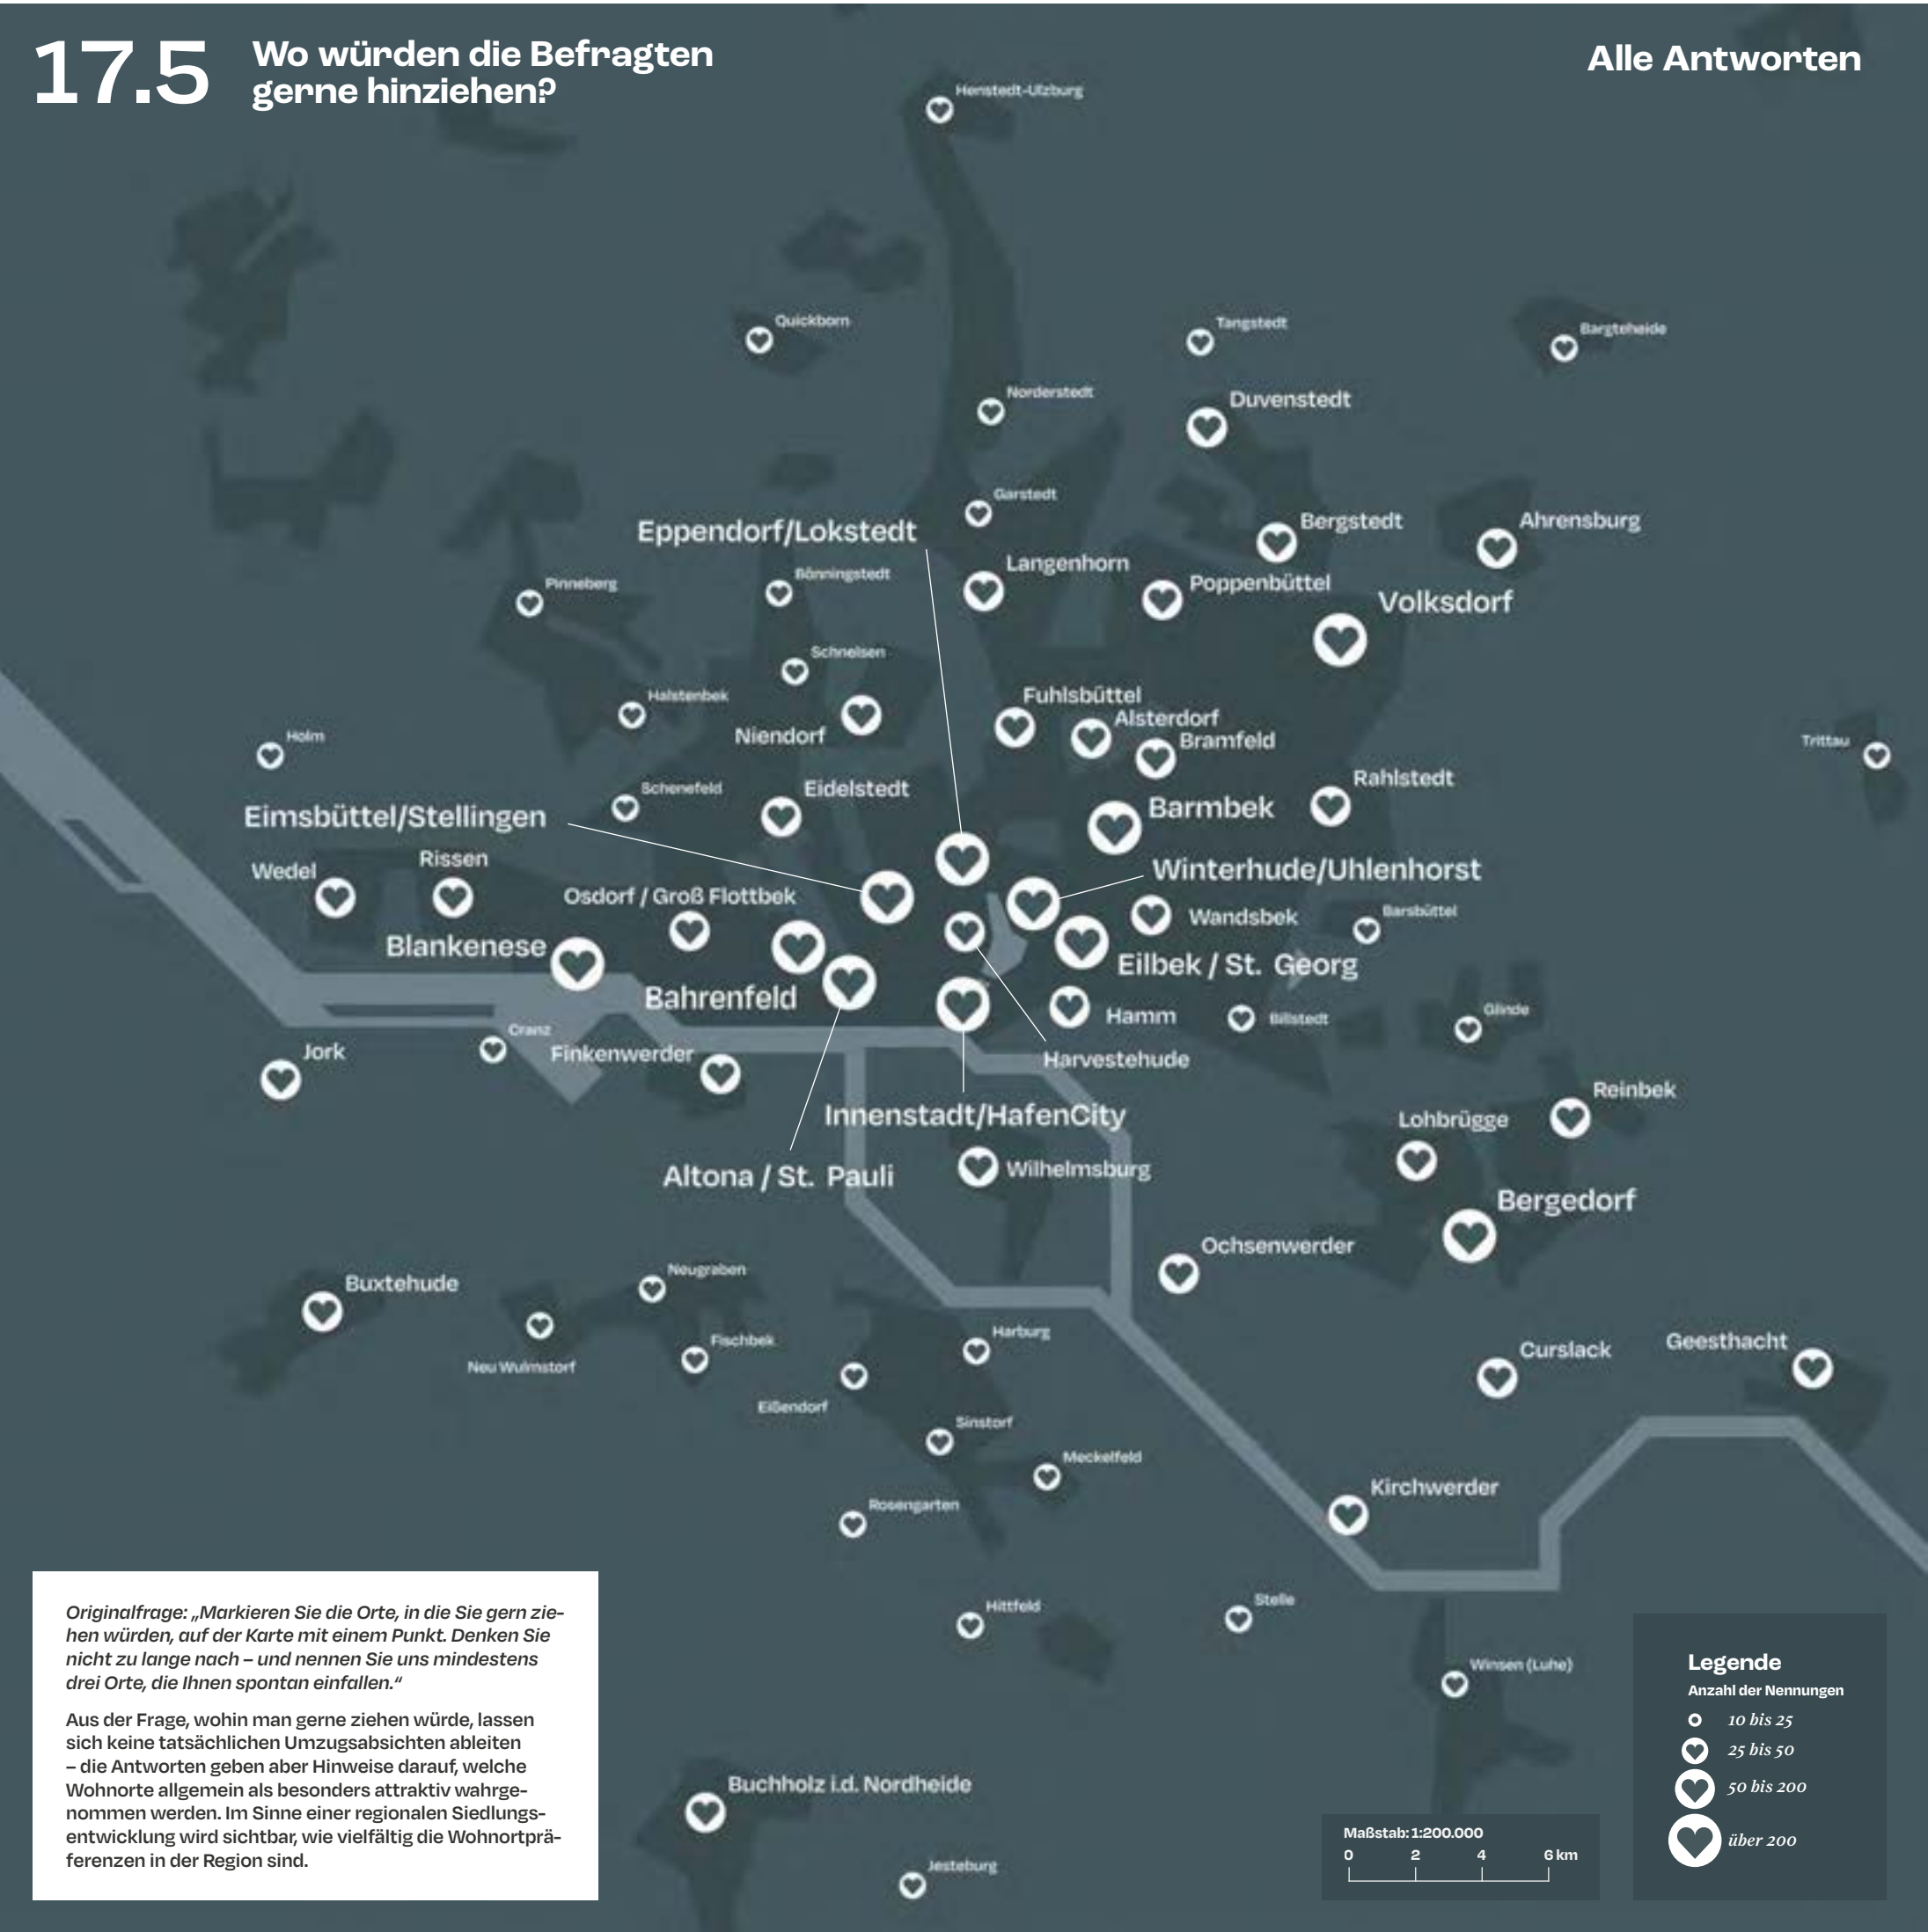 17.5
Wo würden die Befragten
gerne hinziehen?
Alle Antworten
Henstedt-Ulzburg
Quickborn
Tangstedt
Bargteheide
Norderstedt
Duvenstedt
Garstedt
Eppendorf/Lokstedt
Bergstedt
Ahrensburg
Langenhorn
Bönningstedt
Pinneberg
Poppenbüttel
Volksdorf
Schnelsen
Halstenbek
Fuhlsbüttel
Alsterdorf
Niendorf
Holm
Bramfeld
Trittau
Rahlstedt
Schenefeld
Eidelstedt
Eimsbüttel/Stellingen
Barmbek
Rissen
Wedel
Winterhude/Uhlenhorst
Osdorf / Groß Flottbek
Wandsbek
Barsbüttel
Blankenese
Eilbek / St. Georg
Bahrenfeld
Hamm
Billstedt
Glinde
Cranz
Jork
Finkenwerder
Harvestehude
Reinbek
Innenstadt/HafenCity
Lohbrügge
Altona / St. Pauli
Wilhelmsburg
Bergedorf
Ochsenwerder
Neugraben
Buxtehude
Harburg
Fischbek
Geesthacht
Curslack
Neu Wulmstorf
Eißendorf
Sinstorf
Meckelfeld
Kirchwerder
Rosengarten
Hittfeld
Stelle
Winsen (Luhe)
Buchholz i.d. Nordheide
Jesteburg
Originalfrage: „Markieren Sie die Orte, in die Sie gern zie-
hen würden, auf der Karte mit einem Punkt. Denken Sie
nicht zu lange nach – und nennen Sie uns mindestens
drei Orte, die Ihnen spontan einfallen.“
Aus der Frage, wohin man gerne ziehen würde, lassen
sich keine tatsächlichen Umzugsabsichten ableiten
– die Antworten geben aber Hinweise darauf, welche
Wohnorte allgemein als besonders attraktiv wahrge-
nommen werden. Im Sinne einer regionalen Siedlungs-
entwicklung wird sichtbar, wie vielfältig die Wohnortprä-
ferenzen in der Region sind.
Maßstab: 1:200.000
0 2 4 6 km
Legende
Anzahl der Nennungen
10 bis 25
25 bis 50
50 bis 200
über 200